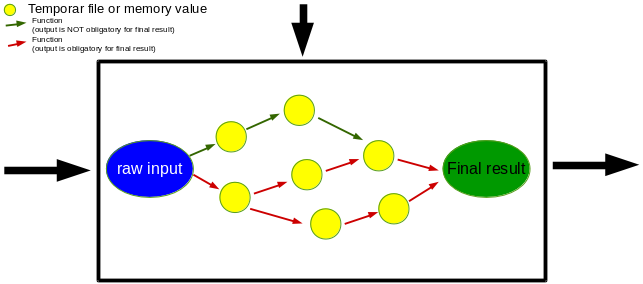 Temporar file or memory value
Function
(output is NOT obligatory for final result)
Function
(output is obligatory for final result)
raw input
Final result